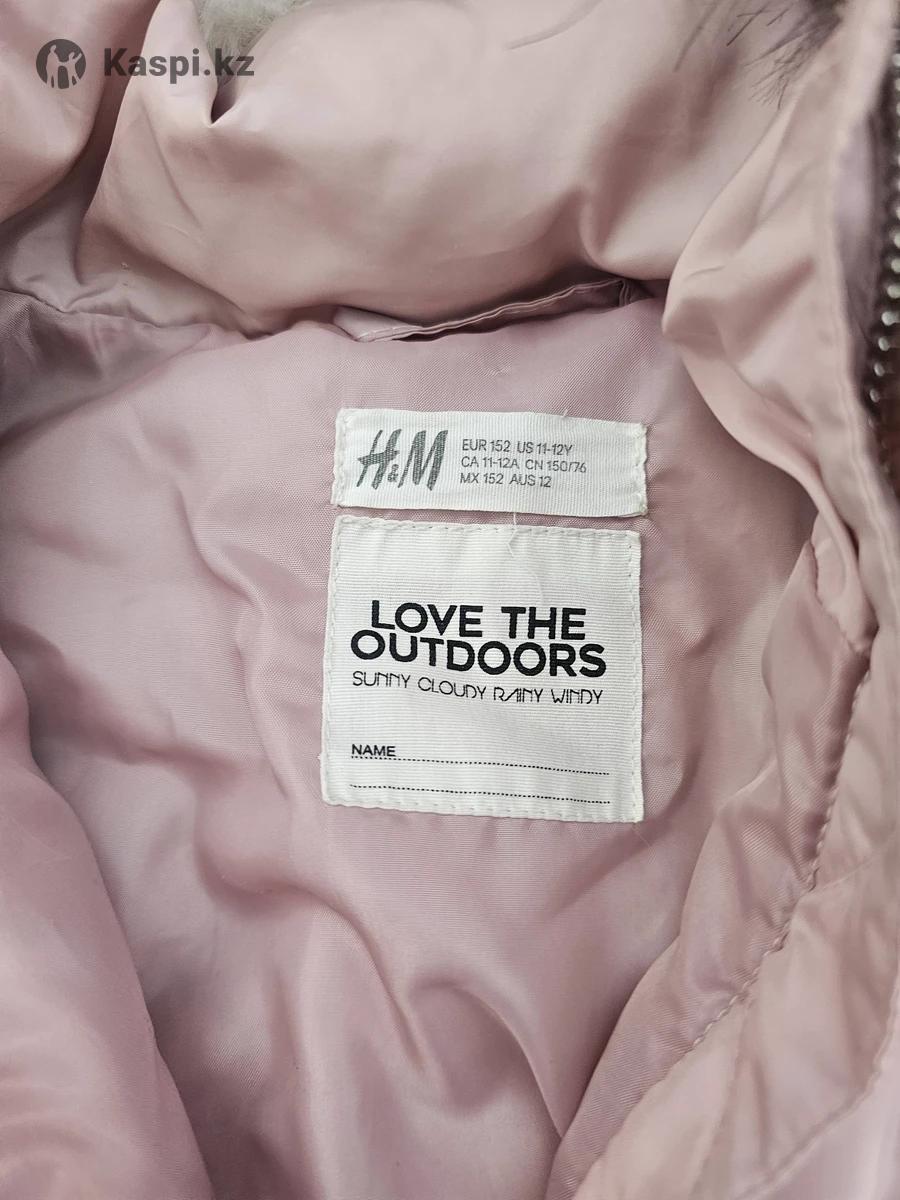 Kaspi.kz
H&M
EUR 152 US 11-12Y
CA 11-12A CN 150/76
MX 152 AUS 12
LOVE THE
OUTDOORS
SUNNY CLOUDY RAINY WINDY
NAME